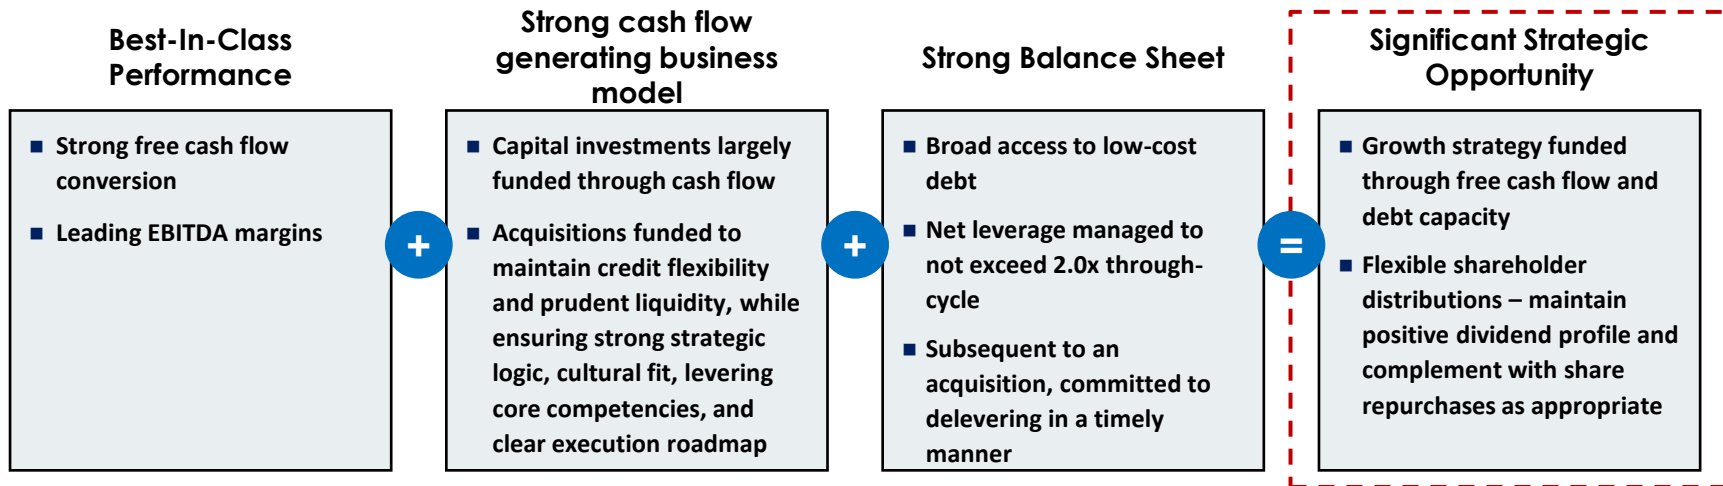 Best-In-Class
Performance
■ Strong free cash flow
conversion
■ Leading EBITDA margins
+
Strong cash flow
generating business
model
■ Capital investments largely
funded through cash flow
■ Acquisitions funded to
maintain credit flexibility
and prudent liquidity, while
ensuring strong strategic
logic, cultural fit, levering
core competencies, and
clear execution roadmap
+
Strong Balance Sheet
■ Broad access to low-cost
debt
■ Net leverage managed to
not exceed 2.0x through-
cycle
■ Subsequent to an
acquisition, committed to
delevering in a timely
manner
=
Significant Strategic
Opportunity
■ Growth strategy funded
through free cash flow and
debt capacity
■ Flexible shareholder
distributions – maintain
positive dividend profile and
complement with share
repurchases as appropriate